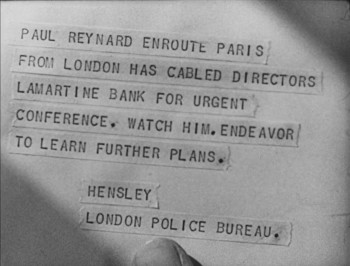 PAUL REYNARD ENROUTE PARIS
FROM LONDON HAS CABLED DIRECTORS
LAMARTINE BANK FOR URGENT
CONFERENCE. WATCH HIM. ENDEAVOR
TO LEARN FURTHER PLANS.
HENSLEY
LONDON POLICE BUREAU.